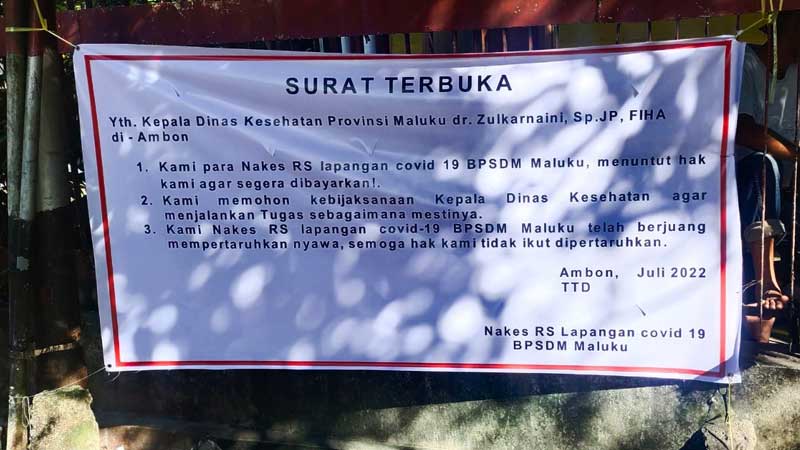 SURAT TERBUKA
Yth. Kepala Dinas Kesehatan Provinsi Maluku dr. Zulkarnaini, Sp.JP, FIHA
di - Ambon
1. Kami para Nakes RS lapangan covid 19 BPSDM Maluku, menuntut hak
kami agar segera dibayarkan!.
2. Kami memohon kebijaksanaan Kepala Dinas Kesehatan agar
menjalankan Tugas sebagaimana mestinya.
3. Kami Nakes RS lapangan covid-19 BPSDM Maluku telah berjuang
mempertaruhkan nyawa, semoga hak kami tidak ikut dipertaruhkan.
Ambon, Juli 2022
TTD
Nakes RS Lapangan covid 19
BPSDM Maluku